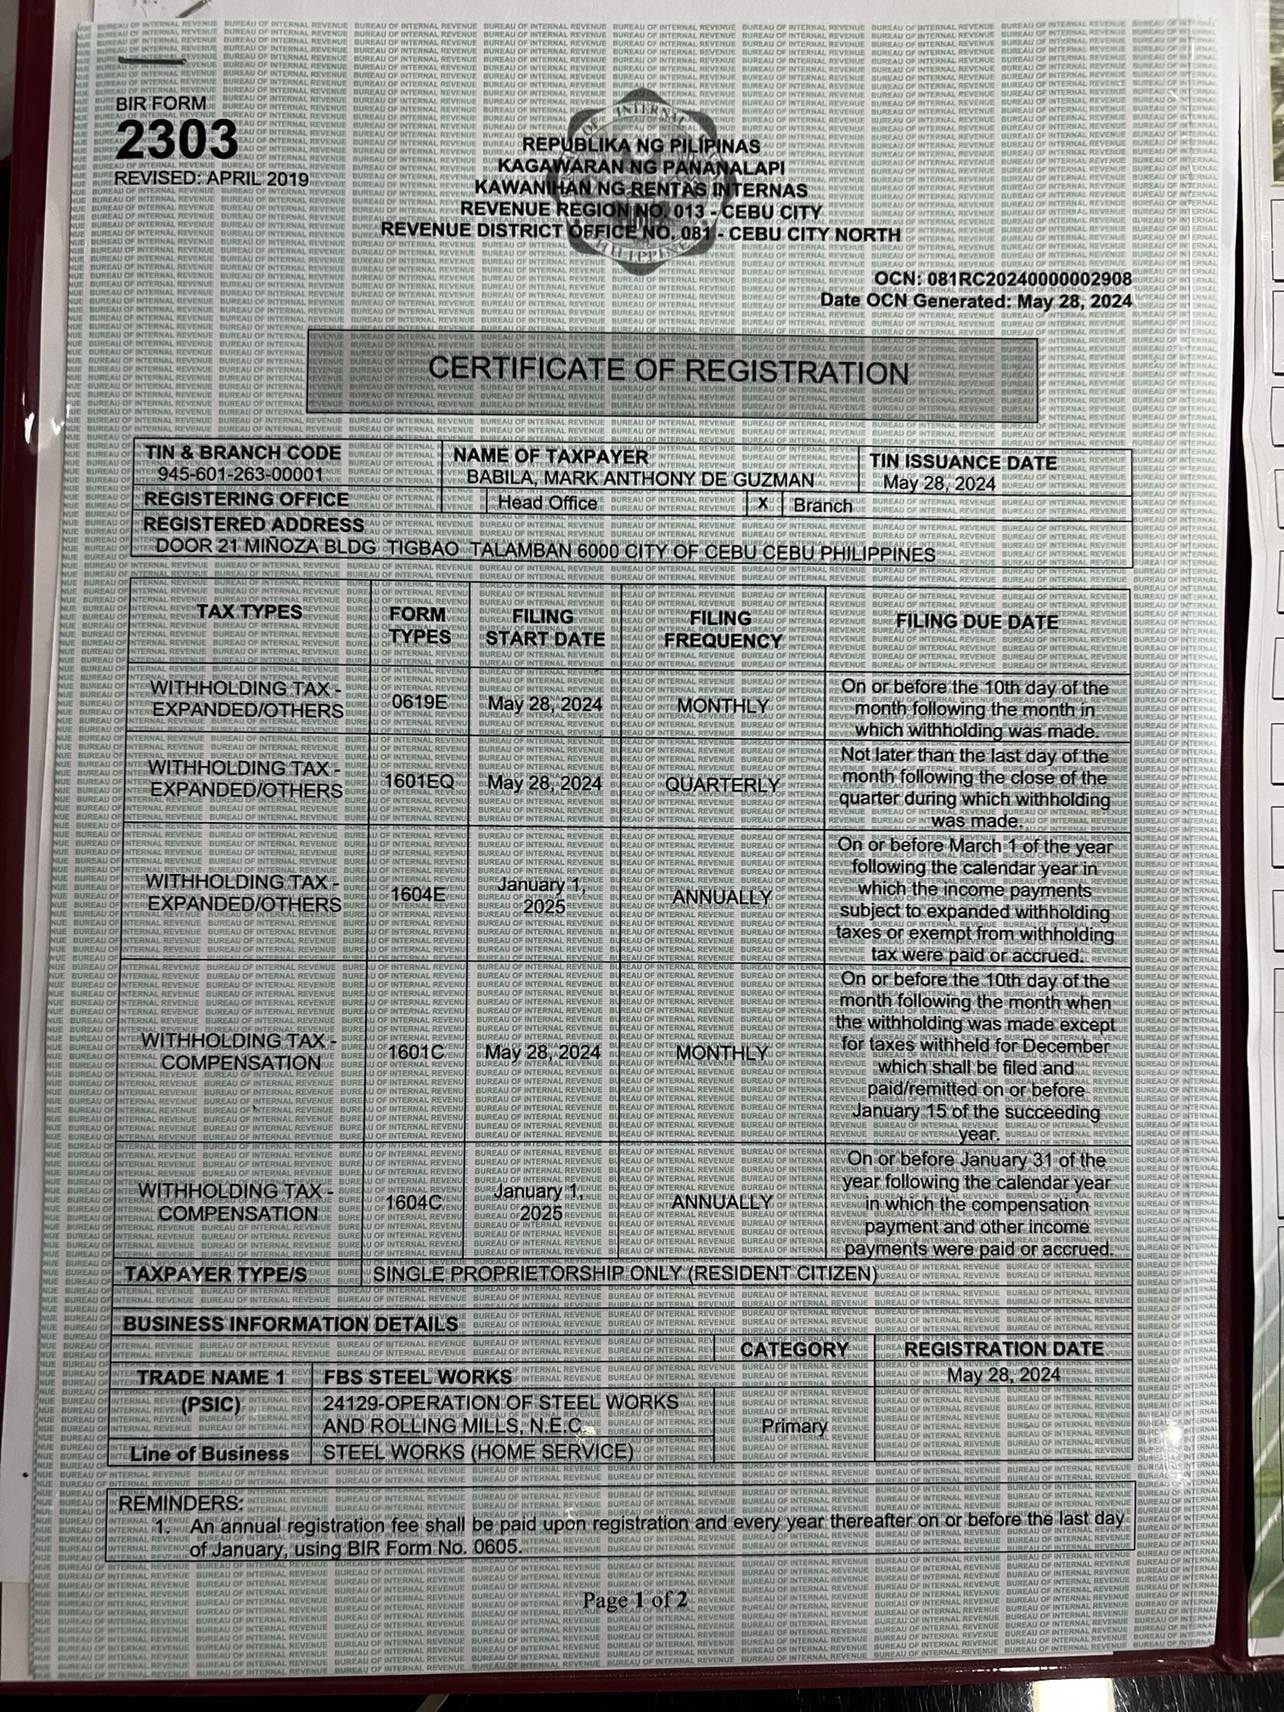 BIR FORM
2303
REVISED: APRIL 2019
REPUBLIKA NG PILIPINAS
KAGAWARAN NG PANANALAPI
KAWANIHAN NG RENTAS INTERNAS
REVENUE REGION NO. 013 - CEBU CITY
REVENUE DISTRICT OFFICE NO. 081 - CEBU CITY NORTH
OCN: 081RC20240000002908
Date OCN Generated: May 28, 2024
CERTIFICATE OF REGISTRATION
TIN & BRANCH CODE
945-601-263-00001
NAME OF TAXPAYER
BABILA, MARK ANTHONY DE GUZMAN
TIN ISSUANCE DATE
May 28, 2024
REGISTERING OFFICE
Head Office
X Branch
REGISTERED ADDRESS
DOOR 21 MIÑOZA BLDG TIGBAO TALAMBAN 6000 CITY OF CEBU CEBU PHILIPPINES
TAX TYPES
FORM
TYPES
FILING
START DATE
FILING
FREQUENCY
FILING DUE DATE
WITHHOLDING TAX -
EXPANDED/OTHERS
0619E
May 28, 2024
MONTHLY
On or before the 10th day of the
month following the month in
which withholding was made.
WITHHOLDING TAX -
EXPANDED/OTHERS
1601EQ
May 28, 2024
QUARTERLY
Not later than the last day of the
month following the close of the
quarter during which withholding
was made.
WITHHOLDING TAX -
EXPANDED/OTHERS
1604E
January 1,
2025
ANNUALLY
On or before March 1 of the year
following the calendar year in
which the income payments
subject to expanded withholding
taxes or exempt from withholding
tax were paid or accrued.
WITHHOLDING TAX -
COMPENSATION
1601C
May 28, 2024
MONTHLY
On or before the 10th day of the
month following the month when
the withholding was made except
for taxes withheld for December
which shall be filed and
paid/remitted on or before
January 15 of the succeeding
year.
WITHHOLDING TAX -
COMPENSATION
1604C
January 1,
2025
ANNUALLY
On or before January 31 of the
year following the calendar year
in which the compensation
payment and other income
payments were paid or accrued.
TAXPAYER TYPE/S
SINGLE PROPRIETORSHIP ONLY (RESIDENT CITIZEN)
BUSINESS INFORMATION DETAILS
CATEGORY
REGISTRATION DATE
TRADE NAME 1
FBS STEEL WORKS
May 28, 2024
(PSIC)
24129-OPERATION OF STEEL WORKS
AND ROLLING MILLS, N.E.C.
Primary
Line of Business
STEEL WORKS (HOME SERVICE)
REMINDERS:
1. An annual registration fee shall be paid upon registration and every year thereafter on or before the last day
of January, using BIR Form No. 0605.
Page 1 of 2